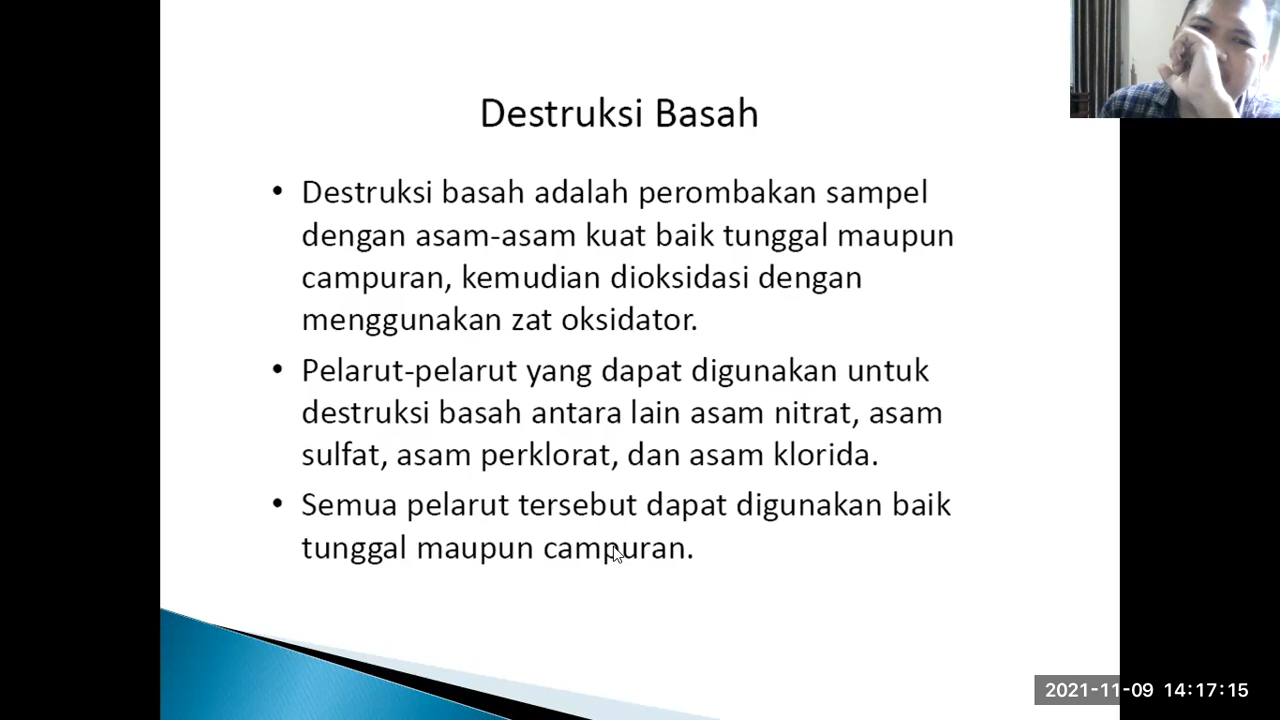 Destruksi Basah
• Destruksi basah adalah perombakan sampel
dengan asam-asam kuat baik tunggal maupun
campuran, kemudian dioksidasi dengan
menggunakan zat oksidator.
• Pelarut-pelarut yang dapat digunakan untuk
destruksi basah antara lain asam nitrat, asam
sulfat, asam perklorat, dan asam klorida.
• Semua pelarut tersebut dapat digunakan baik
tunggal maupun campuran.
2021-11-09 14:17:15